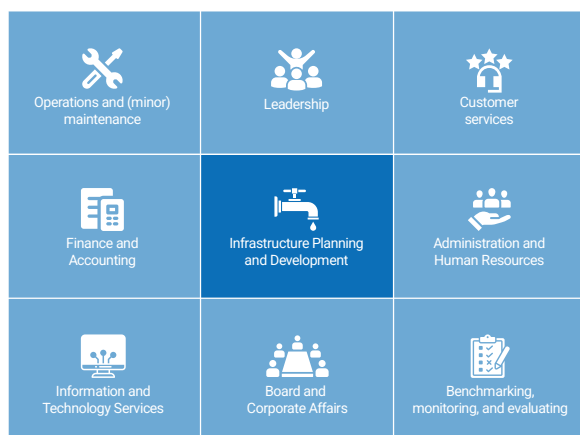 Operations and (minor)
maintenance
Leadership
Customer
services
Finance and
Accounting
Infrastructure Planning
and Development
Administration and
Human Resources
Information and
Technology Services
Board and
Corporate Affairs
Benchmarking,
monitoring, and evaluating